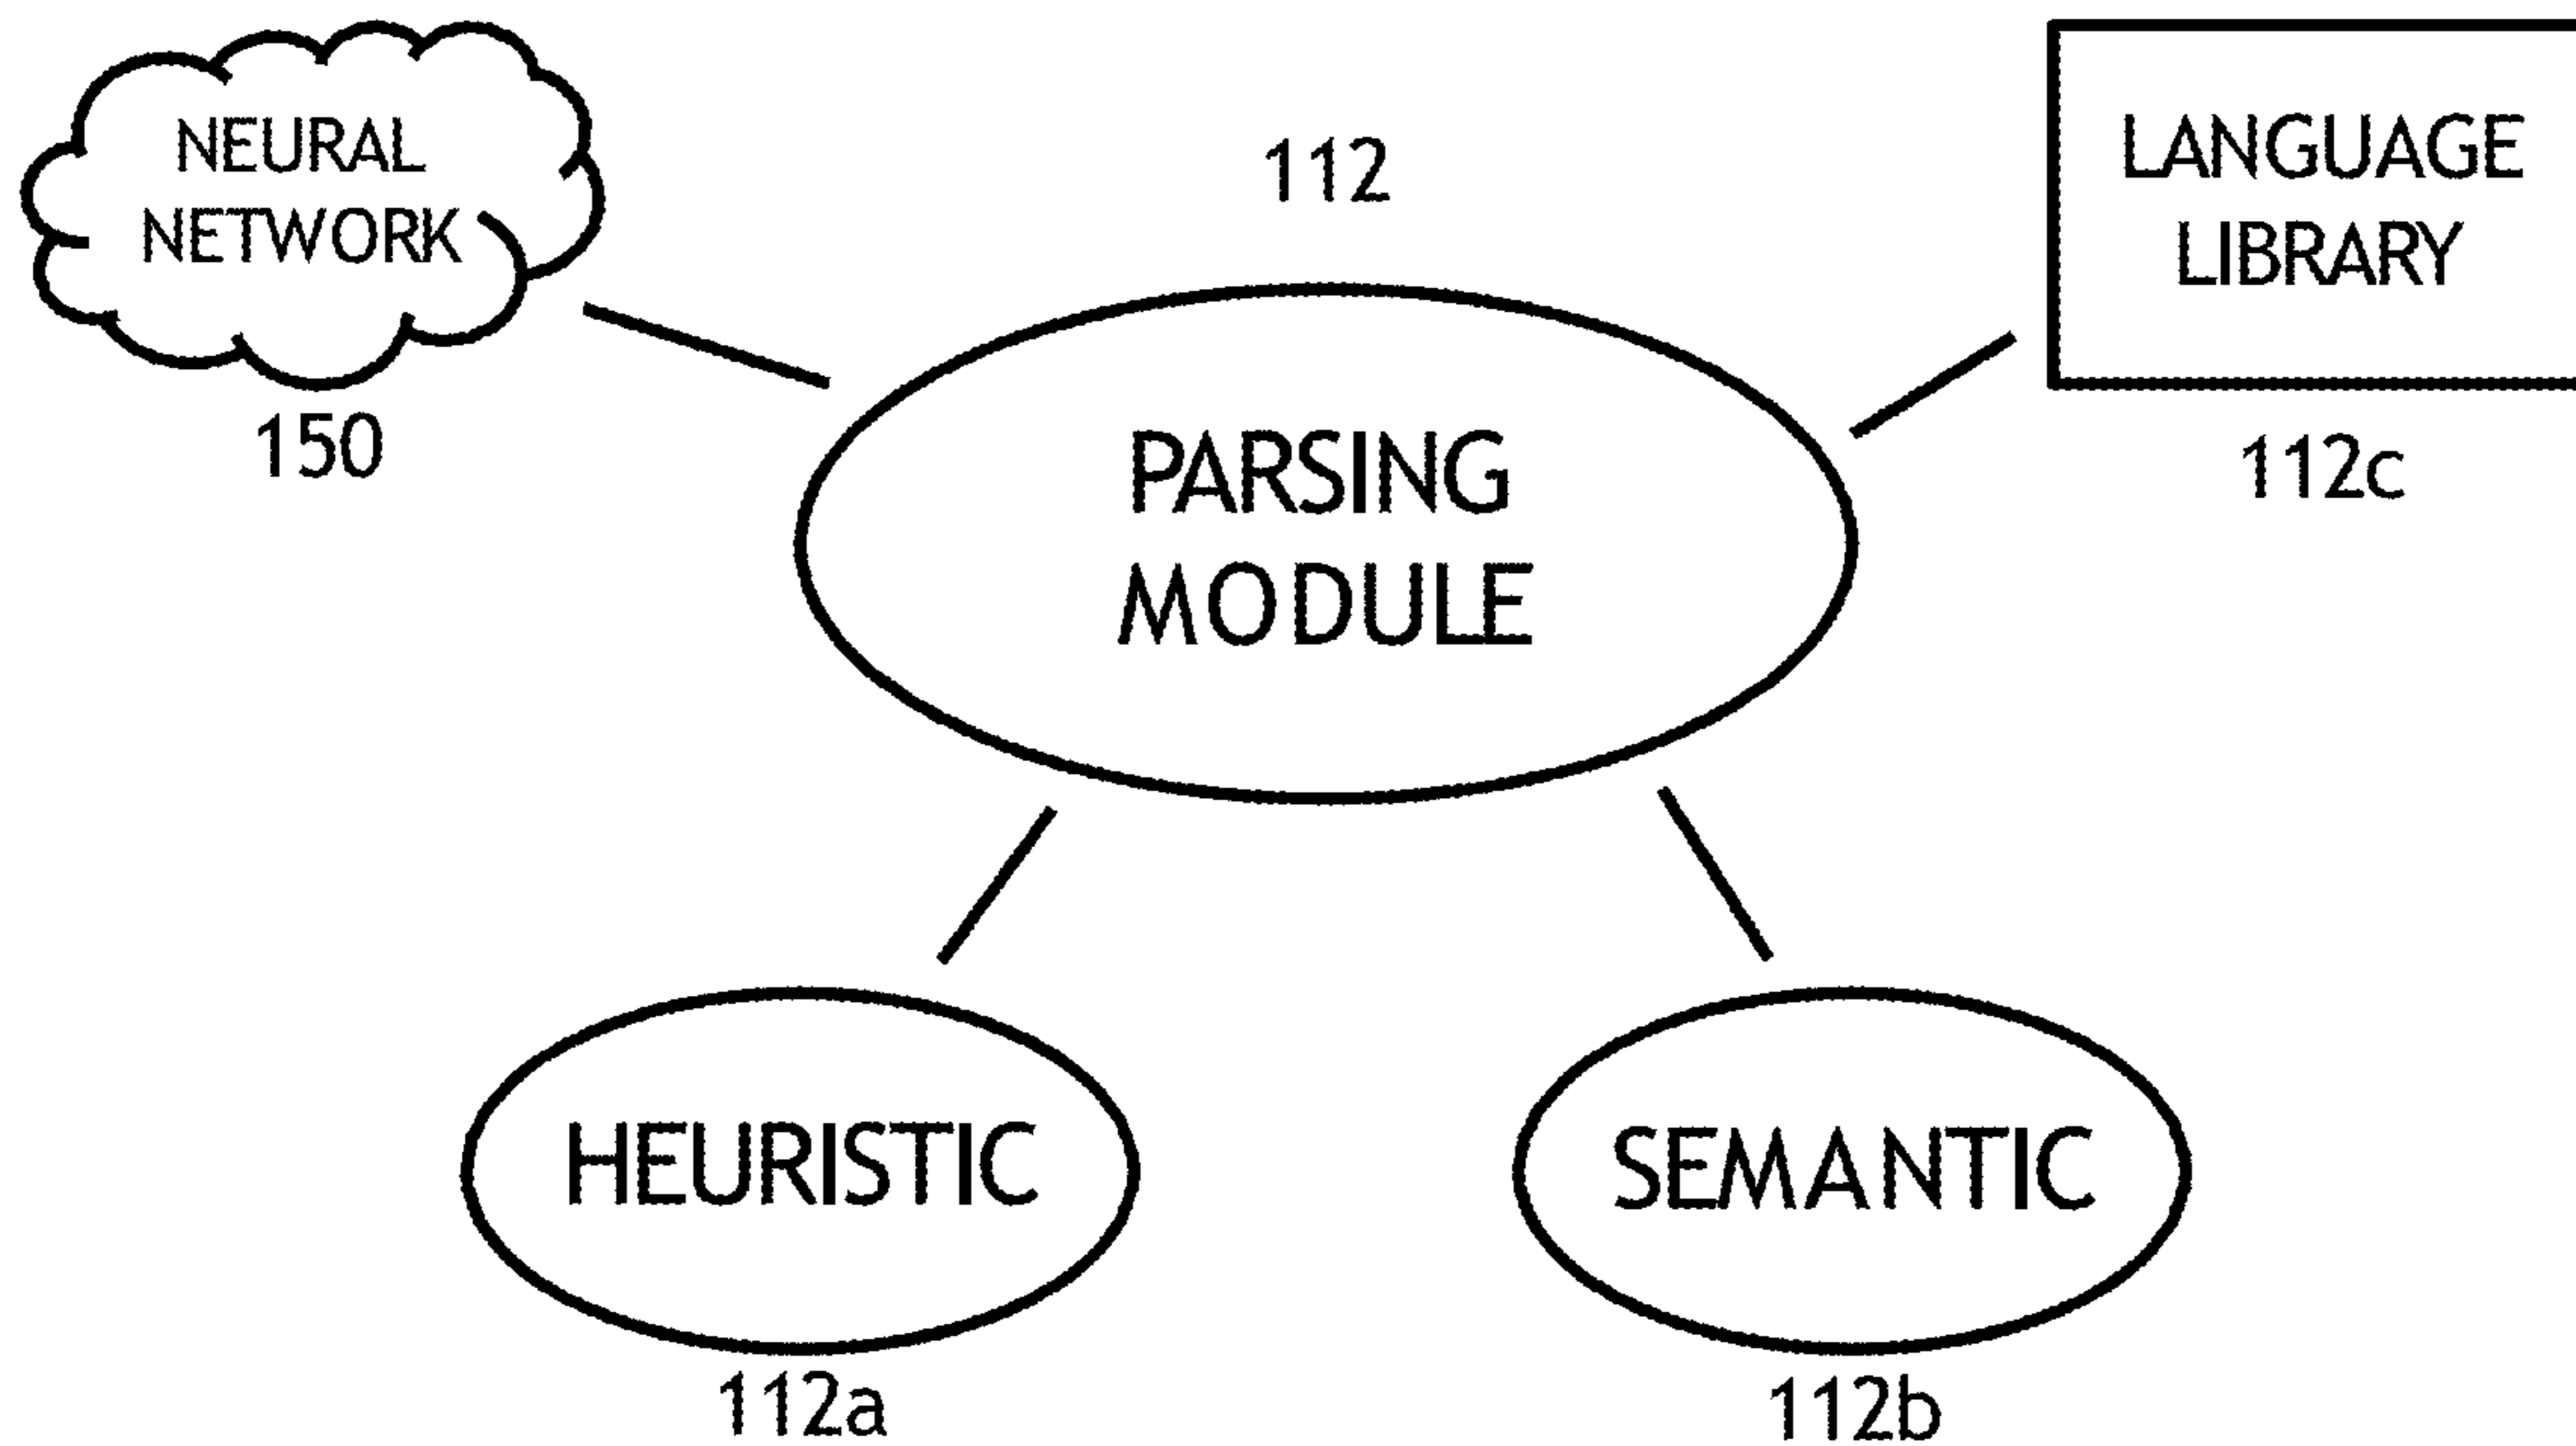 NEURAL
NETWORK
150
112
LANGUAGE
LIBRARY
112c
PARSING
MODULE
HEURISTIC
112a
SEMANTIC
112b